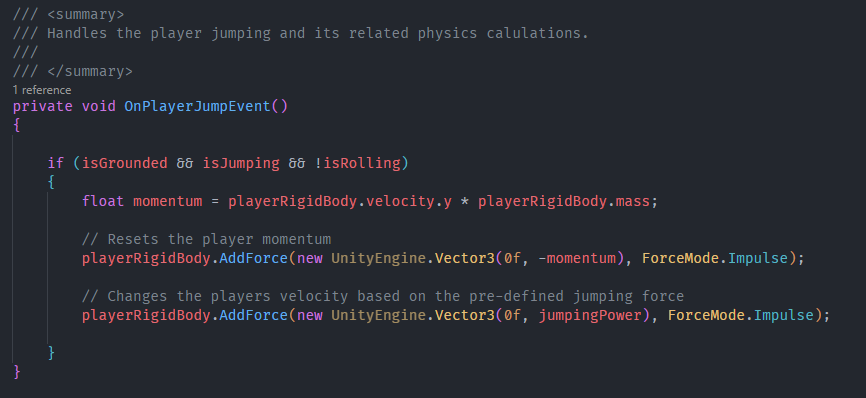 /// <summary>
/// Handles the player jumping and its related physics calulations.
///
/// </summary>
1 reference
private void OnPlayerJumpEvent()
{
if (isGrounded && isJumping && !isRolling)
{
float momentum = playerRigidBody.velocity.y * playerRigidBody.mass;
// Resets the player momentum
playerRigidBody.AddForce(new UnityEngine.Vector3(0f, -momentum), ForceMode.Impulse);
// Changes the players velocity based on the pre-defined jumping force
playerRigidBody.AddForce(new UnityEngine.Vector3(0f, jumpingPower), ForceMode.Impulse);
}
}